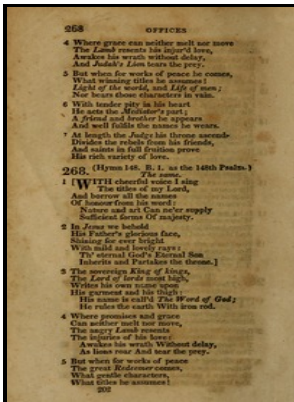 268 OFFICES
4 Where grace can neither melt nor move
The Lamb resents his injur'd love,
Awakes his wrath without delay,
And Judah's Lion tears the prey.
5 But when for works of peace he comes,
What winning titles he assumes!
Light of the world, and Life of men;
Nor bears those characters in vain.
6 With tender pity in his heart
He acts the Mediator's part;
A friend and brother he appears
And well fulfils the names he wears.
7 At length the Judge his throne ascends
Divides the rebels from his friends,
And saints in full fruition prove
His rich variety of love.
268. (Hymn 148. B. 1. as the 148th Psalm.)
The same.
1 [WITH cheerful voice I sing
The titles of my Lord,
And borrow all the names
Of honour from his word:
Nature and art Can ne'er supply
Sufficient forms Of majesty.
2 In Jesus we behold
His Father's glorious face,
Shining for ever bright
With mild and lovely rays:
Th' eternal God's Eternal Son
Inherits and Partakes the throne.]
3 The sovereign King of kings,
The Lord of lords most high,
Writes his own name upon
His garment and his thigh:
His name is call'd The Word of God;
He rules the earth With iron rod.
4 Where promises and grace
Can neither melt nor move,
The angry Lamb resents
The injuries of his love:
Awakes his wrath Without delay,
As lions roar And tear the prey.
5 But when for works of peace
The great Redeemer comes,
What gentle characters,
What titles he assumes!
202